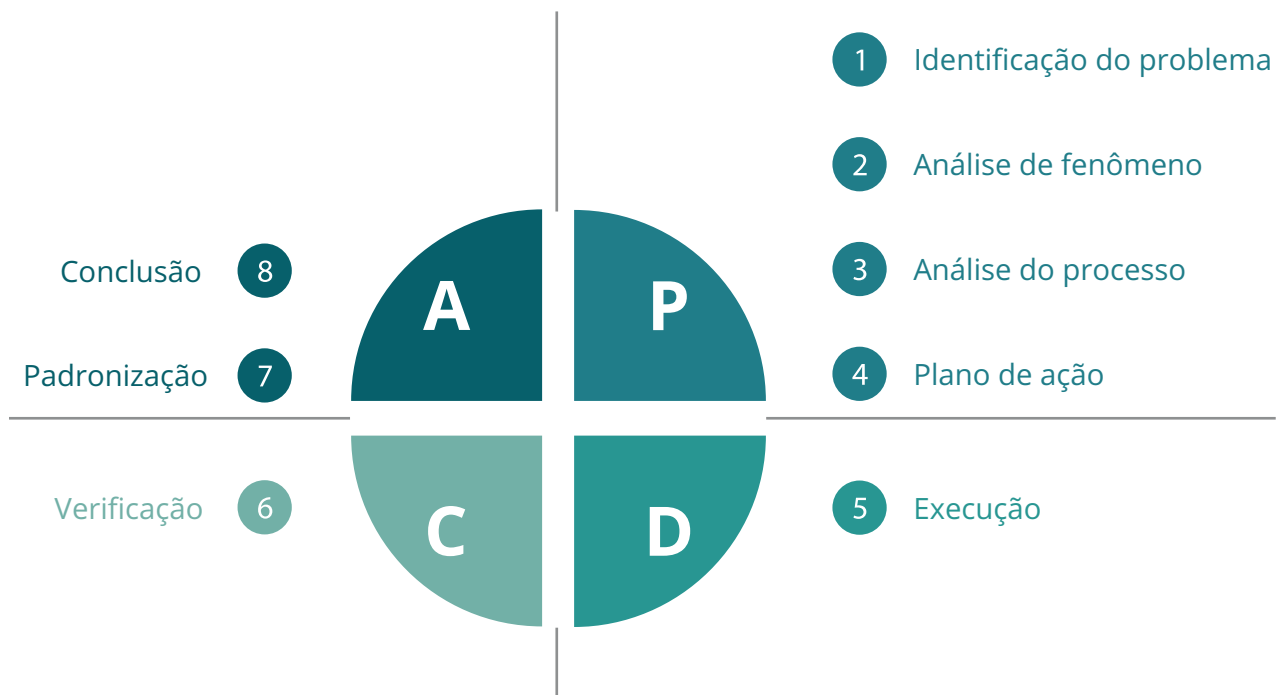 1 Identificação do problema
2 Análise de fenômeno
3 Análise do processo
4 Plano de ação
P
D
5 Execução
C
Verificação 6
A
Padronização 7
Conclusão 8